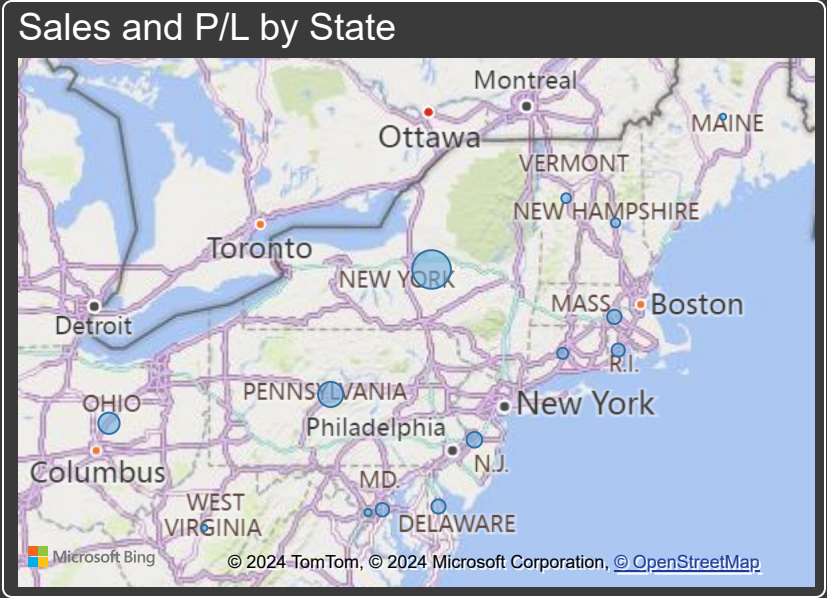 Sales and P/L by State
Montreal
Ottawa
MAINE
VERMONT
NEW HAMPSHIRE
Toronto
NEW YORK
MASS.
Boston
Detroit
R.I.
PENNSYLVANIA
OHIO
New York
Philadelphia
Columbus
N.J.
MD.
WEST
VIRGINIA
DELAWARE
Microsoft Bing
© 2024 TomTom, © 2024 Microsoft Corporation, © OpenStreetMap